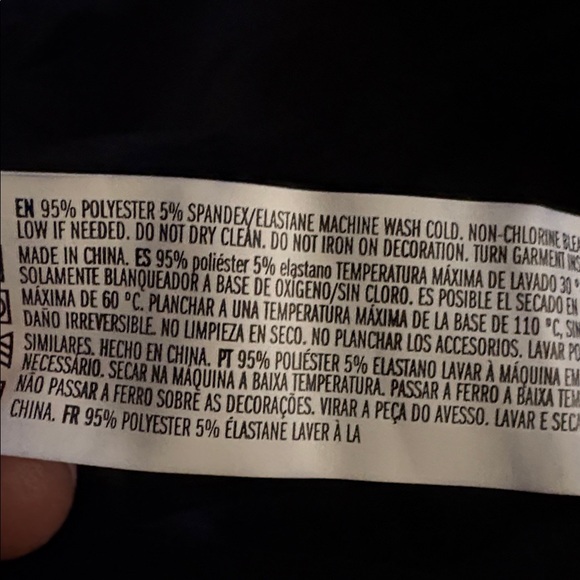 EN 95% POLYESTER 5% SPANDEX/ELASTANE MACHINE WASH COLD. NON-CHLORINE
LOW IF NEEDED. DO NOT DRY CLEAN. DO NOT IRON ON DECORATION. TURN GARMENT
MADE IN CHINA. ES 95% poliéster 5% elastano TEMPERATURA MÁXIMA DE LAVADO 30 °
SOLAMENTE BLANQUEADOR A BASE DE OXÍGENO/SIN CLORO. ES POSIBLE EL SECADO EN
MÁXIMA DE 60 °C. PLANCHAR A UNA TEMPERATURA MÁXIMA DE LA BASE DE 110 °C, SIN
DAÑO IRREVERSIBLE. NO LIMPIEZA EN SECO. NO PLANCHAR LOS ACCESORIOS. LAVAR
SIMILARES. HECHO EN CHINA. PT 95% POLIÉSTER 5% ELASTANO LAVAR À MÁQUINA EM
NECESSÁRIO. SECAR NA MÁQUINA A BAIXA TEMPERATURA. PASSAR A FERRO A BAIXA
NÃO PASSAR A FERRO SOBRE AS DECORAÇÕES. VIRAR A PEÇA DO AVESSO. LAVAR E
CHINA. FR 95% POLYESTER 5% ÉLASTANE LAVER À LA